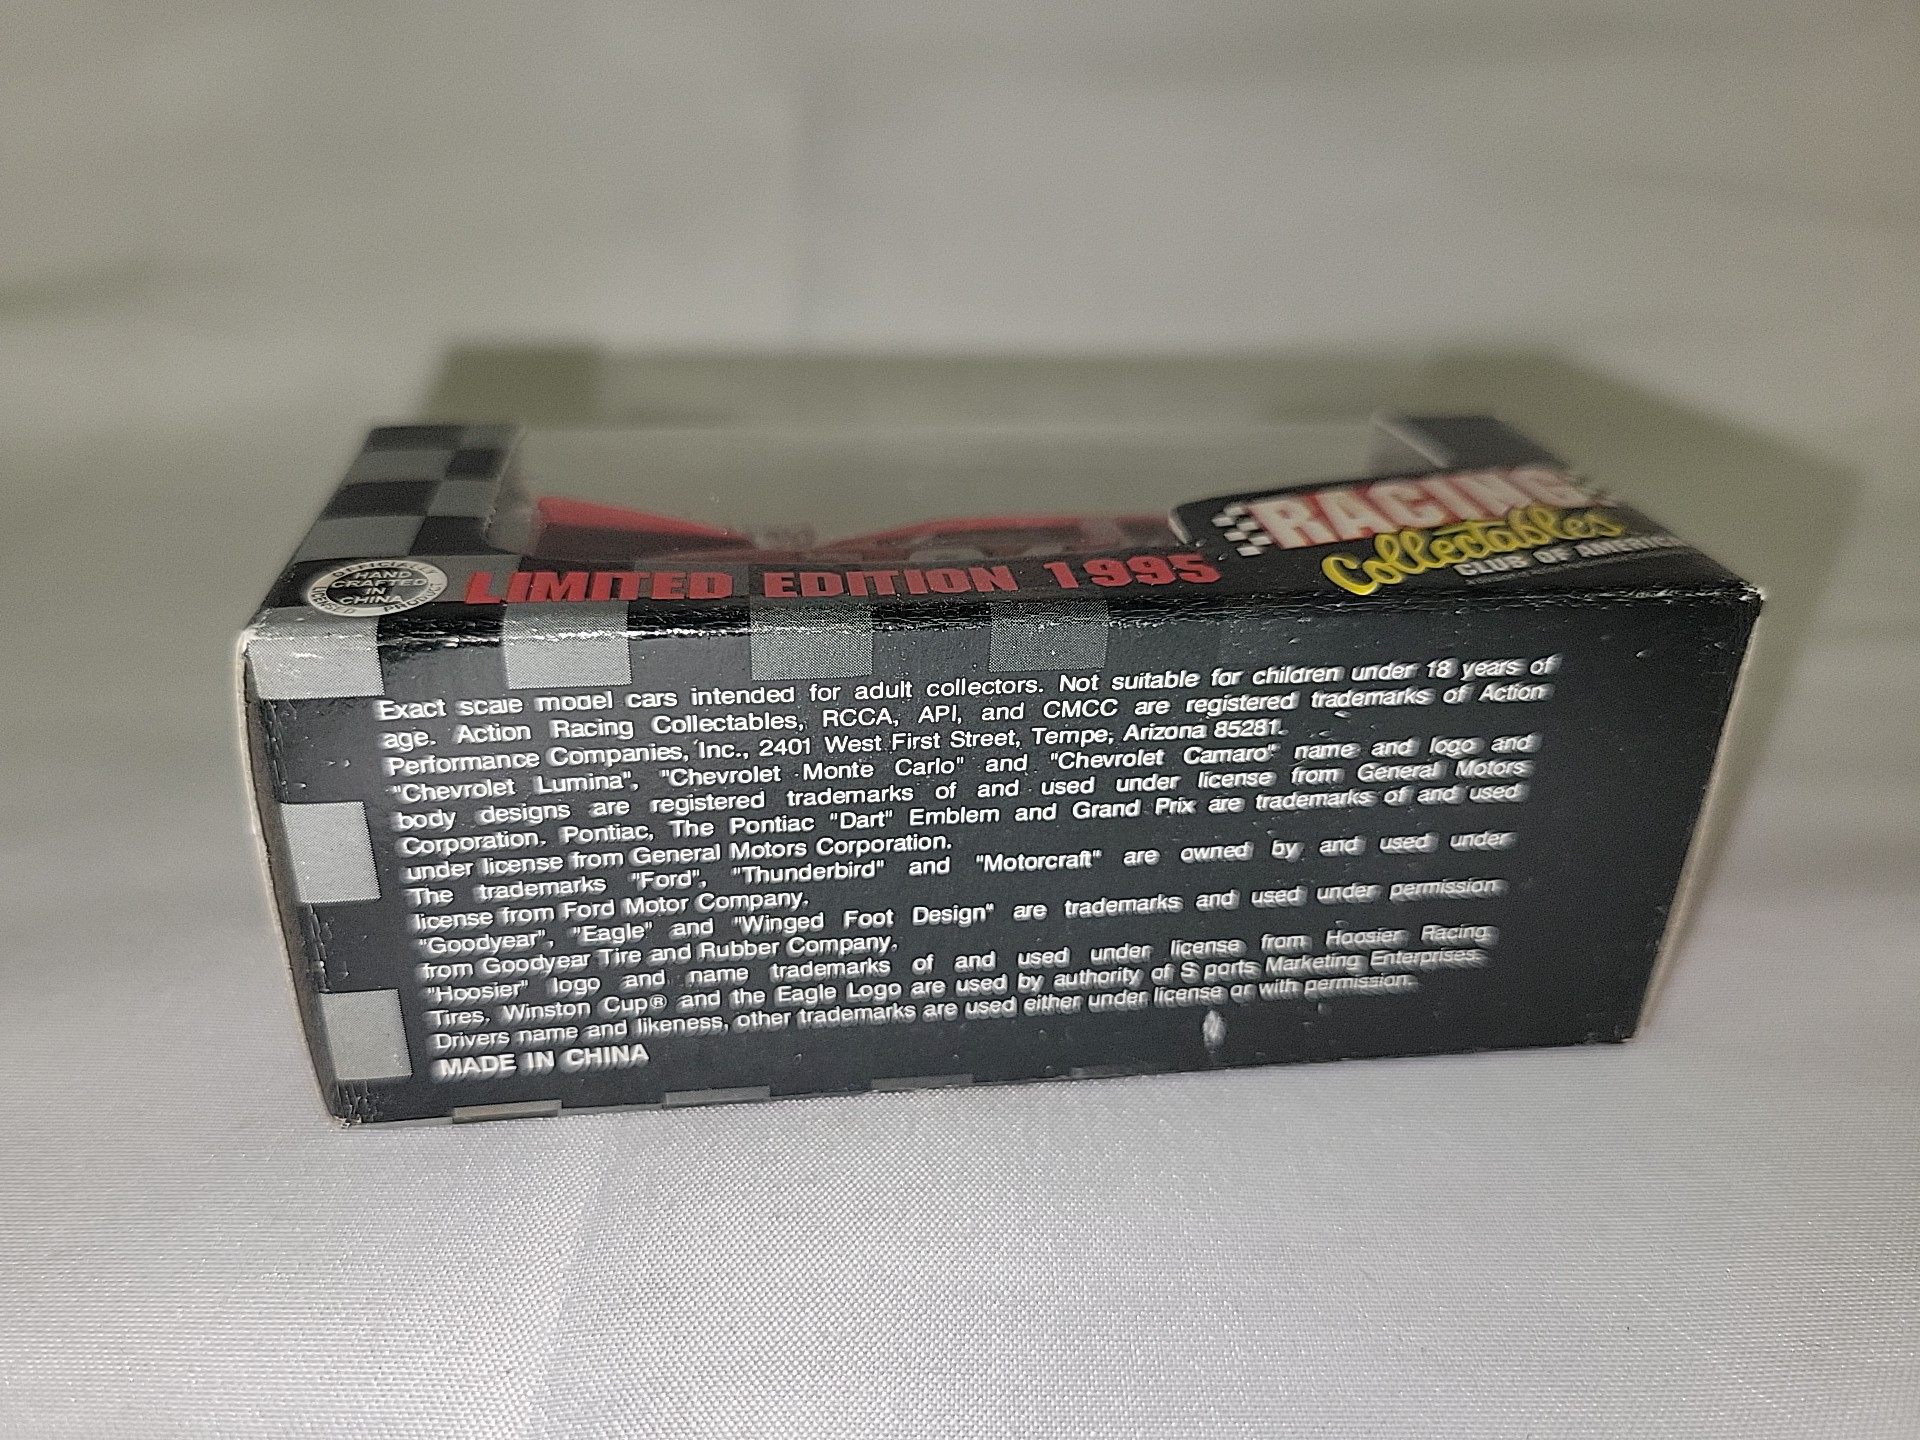 RACING
Collectables
CLUB OF AMERICA
OFFICIALLY LICENSED PRODUCT
HAND
CRAFTED
IN
CHINA
LIMITED EDITION 1995
Exact scale model cars intended for adult collectors. Not suitable for children under 18 years of
age. Action Racing Collectables, RCCA, API, and CMCC are registered trademarks of Action
Performance Companies, Inc., 2401 West First Street, Tempe, Arizona 85281.
"Chevrolet Lumina", "Chevrolet Monte Carlo" and "Chevrolet Camaro" name and logo and
body designs are registered trademarks of and used under license from General Motors
Corporation. Pontiac, The Pontiac "Dart" Emblem and Grand Prix are trademarks of and used
under license from General Motors Corporation.
The trademarks "Ford", "Thunderbird" and "Motorcraft" are owned by and used under
license from Ford Motor Company.
"Goodyear", "Eagle" and "Winged Foot Design" are trademarks and used under permission
from Goodyear Tire and Rubber Company.
"Hoosier" logo and name trademarks of and used under license from Hoosier Racing
Tires. Winston Cup® and the Eagle Logo are used by authority of S ports Marketing Enterprises.
Drivers name and likeness, other trademarks are used either under license or with permission.
MADE IN CHINA